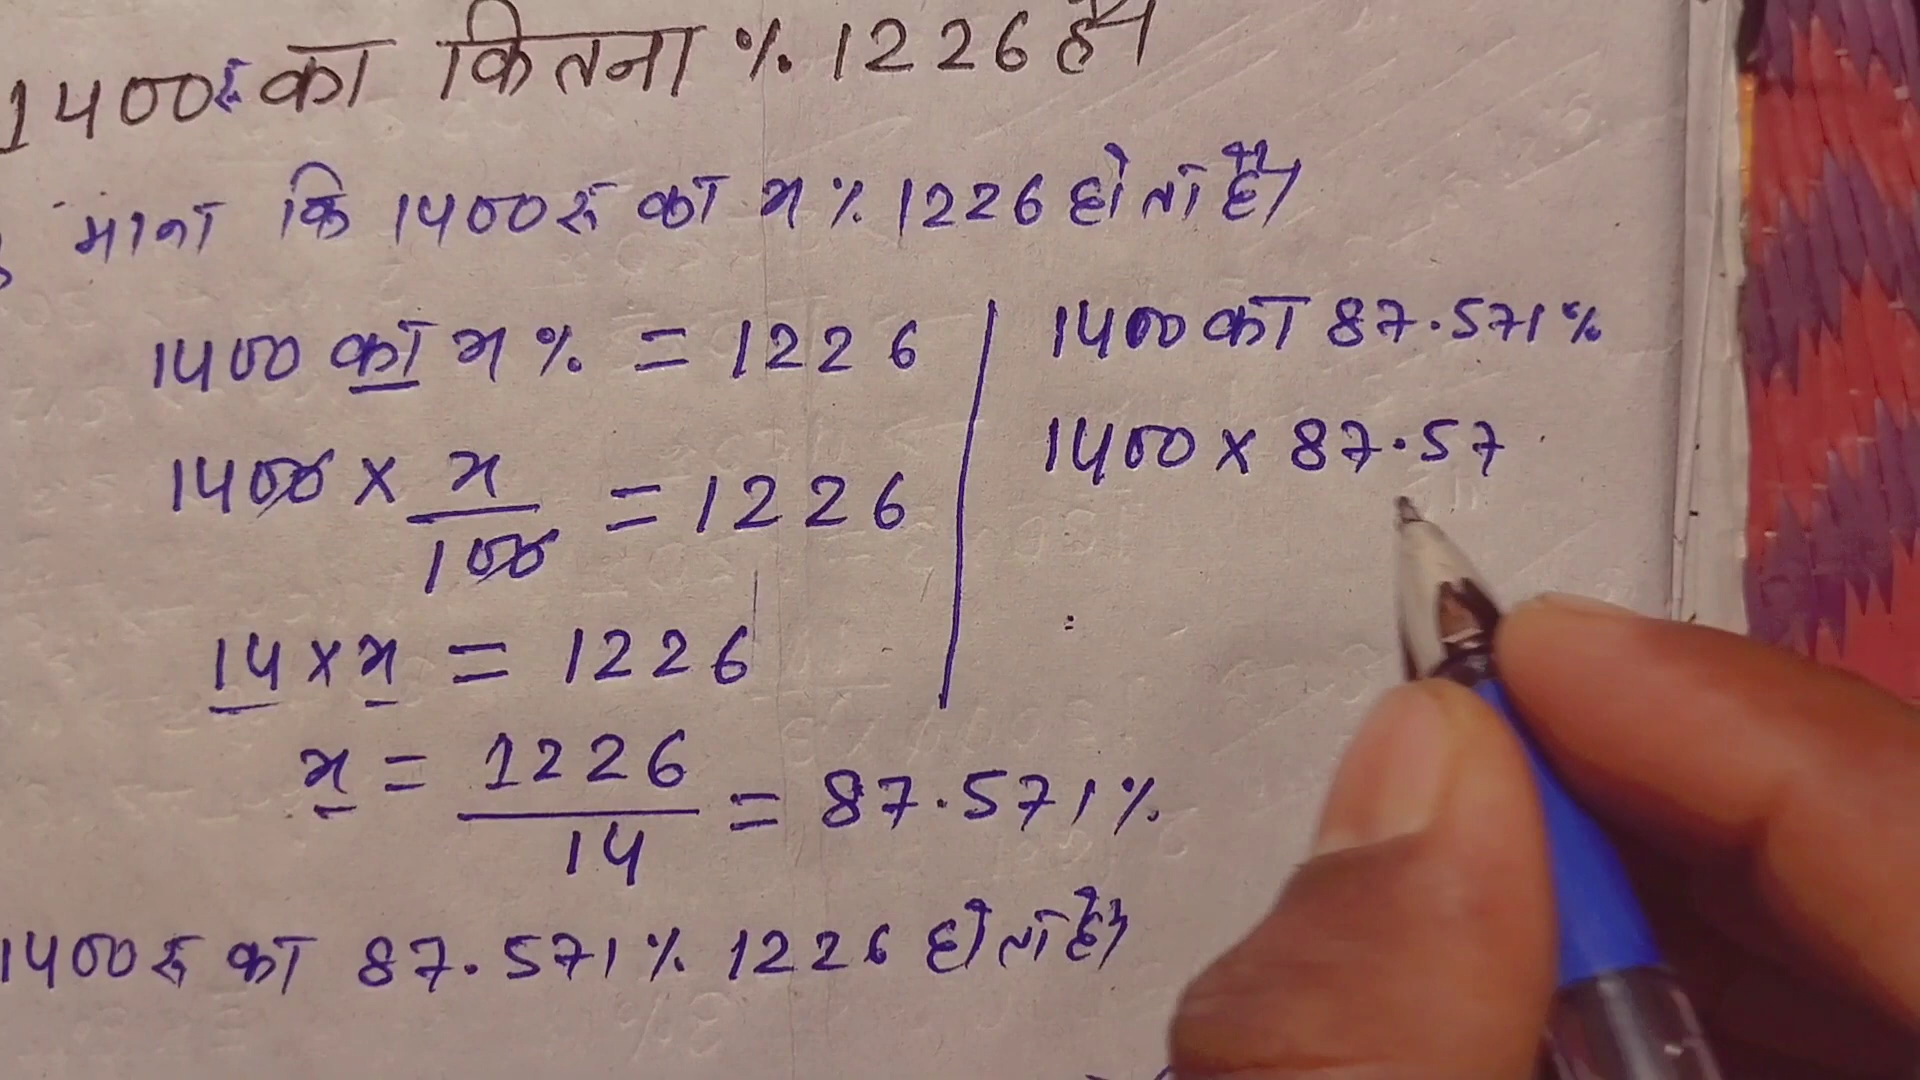 1400रु का कितना % 1226 है।
माना कि 1400रु का x % 1226 होता है।
1400 का x % = 1226
1400 × x/100 = 1226
14 × x = 1226
x = 1226/14 = 87.571%
1400रु का 87.571% 1226 होता है।
1400 का 87.571%
1400 × 87.57